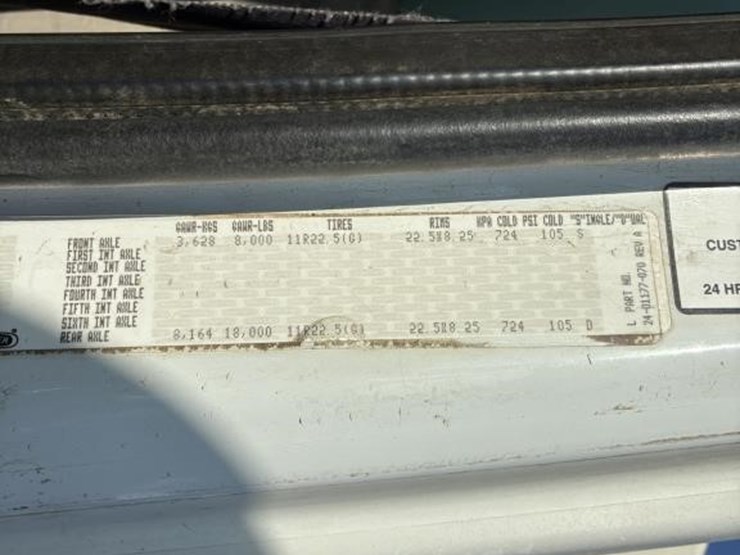 GAWR-KGS GAWR-LBS TIRES RIMS KPA COLD PSI COLD "S"INGLE/"D"UAL
FRONT AXLE 3,628 8,000 11R22.5(G) 22.5X8.25 724 105 S
FIRST INT AXLE
SECOND INT AXLE
THIRD INT AXLE
FOURTH INT AXLE
FIFTH INT AXLE
SIXTH INT AXLE
REAR AXLE 8,164 18,000 11R22.5(G) 22.5X8.25 724 105 D
L PART NO.
24-01177-070 REV A
CUST
24 HR